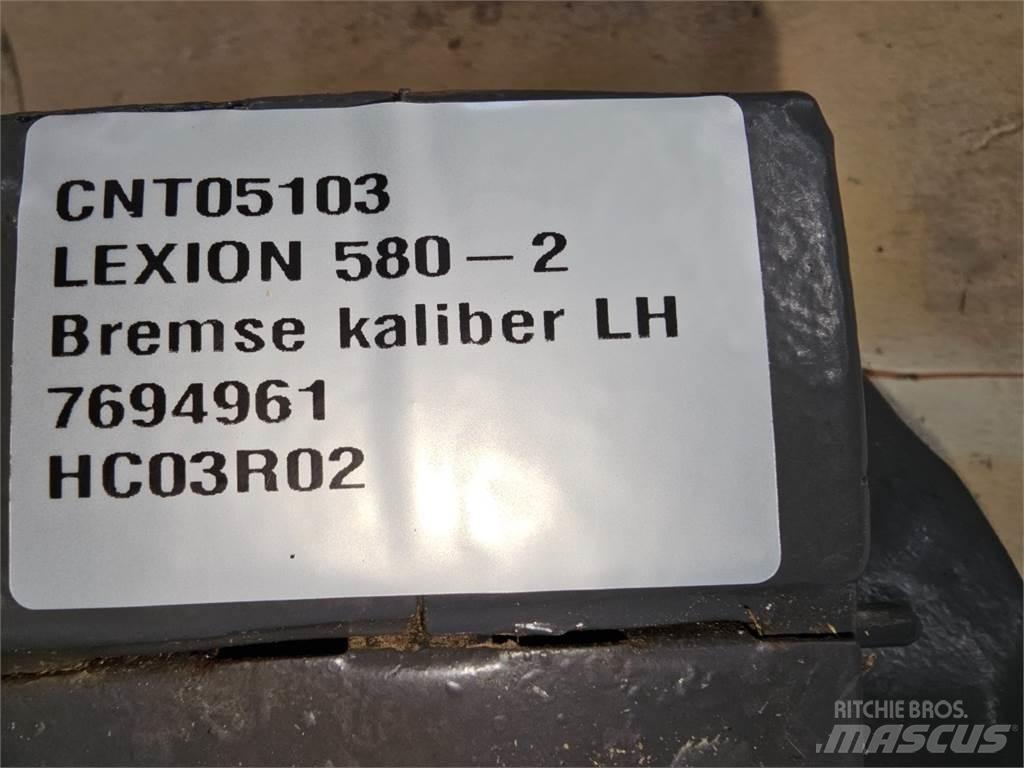 CNT05103
LEXION 580-2
Bremse kaliber LH
7694961
HC03R02
RITCHIE BROS.
MASCUS